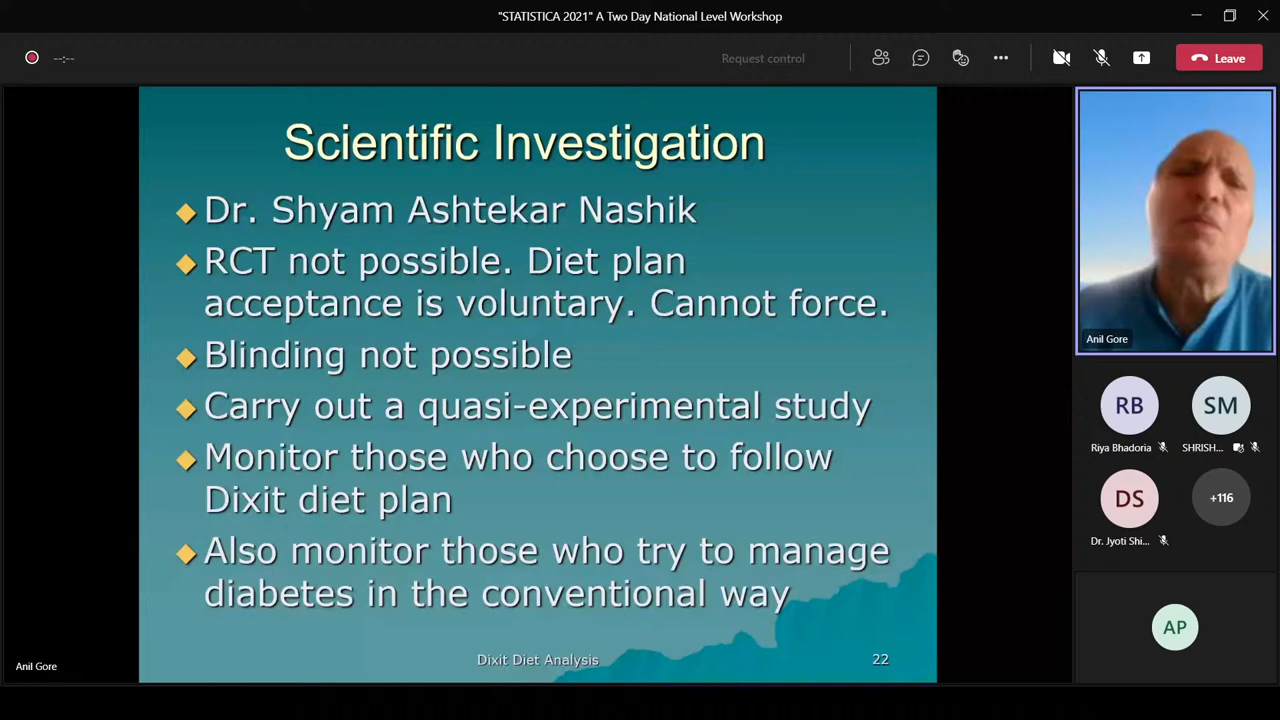 "STATISTICA 2021" A Two Day National Level Workshop
--:--
Request control
Leave
Scientific Investigation
Dr. Shyam Ashtekar Nashik
RCT not possible. Diet plan
acceptance is voluntary. Cannot force.
Blinding not possible
Carry out a quasi-experimental study
Monitor those who choose to follow
Dixit diet plan
Also monitor those who try to manage
diabetes in the conventional way
Dixit Diet Analysis
22
Anil Gore
Anil Gore
RB
SM
Riya Bhadoria
SHRISH...
DS
+116
Dr. Jyoti Shi...
AP